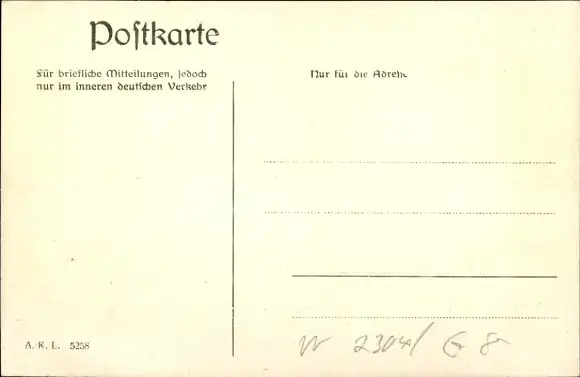 Poſtkarte
Für briefliche Mitteilungen, jedoch
nur im inneren deutſchen Verkehr
Nur für die Adreſſe
A. K. L. 5258
W 2304/ G 8